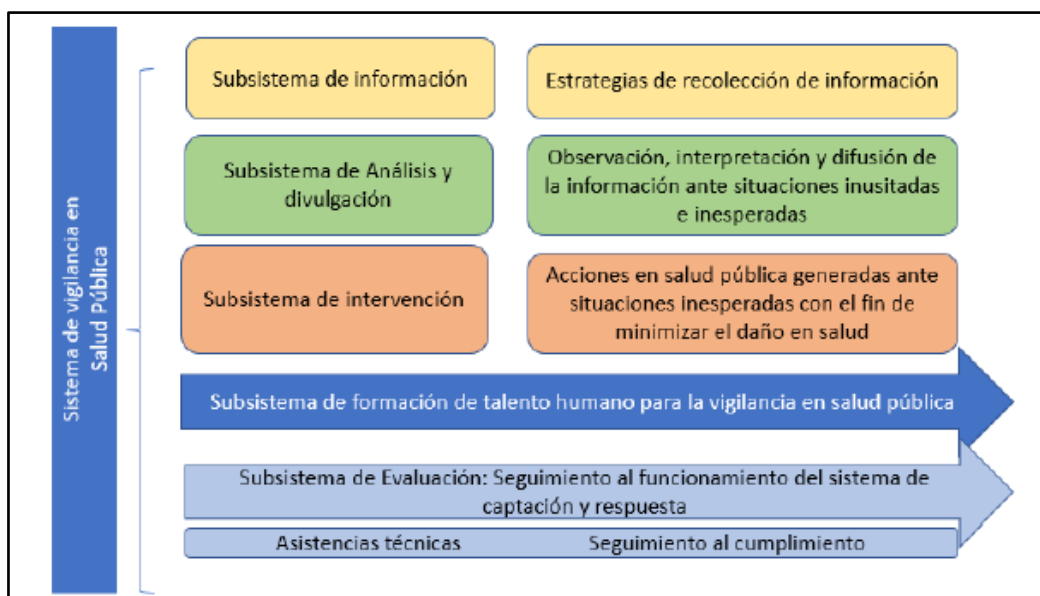 Sistema de vigilancia en
Salud Pública
Subsistema de información
Estrategias de recolección de información
Subsistema de Análisis y
divulgación
Observación, interpretación y difusión de
la información ante situaciones inusitadas
e inesperadas
Subsistema de intervención
Acciones en salud pública generadas ante
situaciones inesperadas con el fin de
minimizar el daño en salud
Subsistema de formación de talento humano para la vigilancia en salud pública
Subsistema de Evaluación: Seguimiento al funcionamiento del sistema de
captación y respuesta
Asistencias técnicas
Seguimiento al cumplimiento